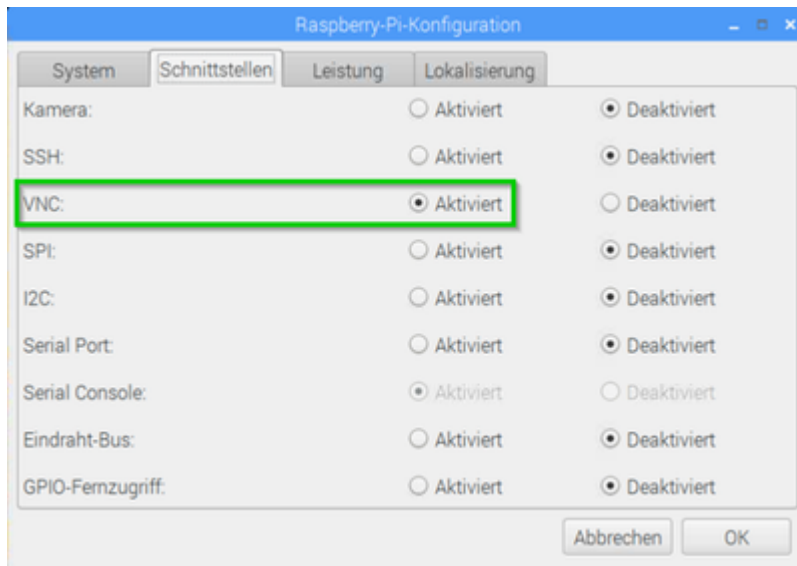 Raspberry-Pi-Konfiguration
System Schnittstellen Leistung Lokalisierung
Kamera: Aktiviert Deaktiviert
SSH: Aktiviert Deaktiviert
VNC: Aktiviert Deaktiviert
SPI: Aktiviert Deaktiviert
I2C: Aktiviert Deaktiviert
Serial Port: Aktiviert Deaktiviert
Serial Console: Aktiviert Deaktiviert
Eindraht-Bus: Aktiviert Deaktiviert
GPIO-Fernzugriff: Aktiviert Deaktiviert
Abbrechen OK